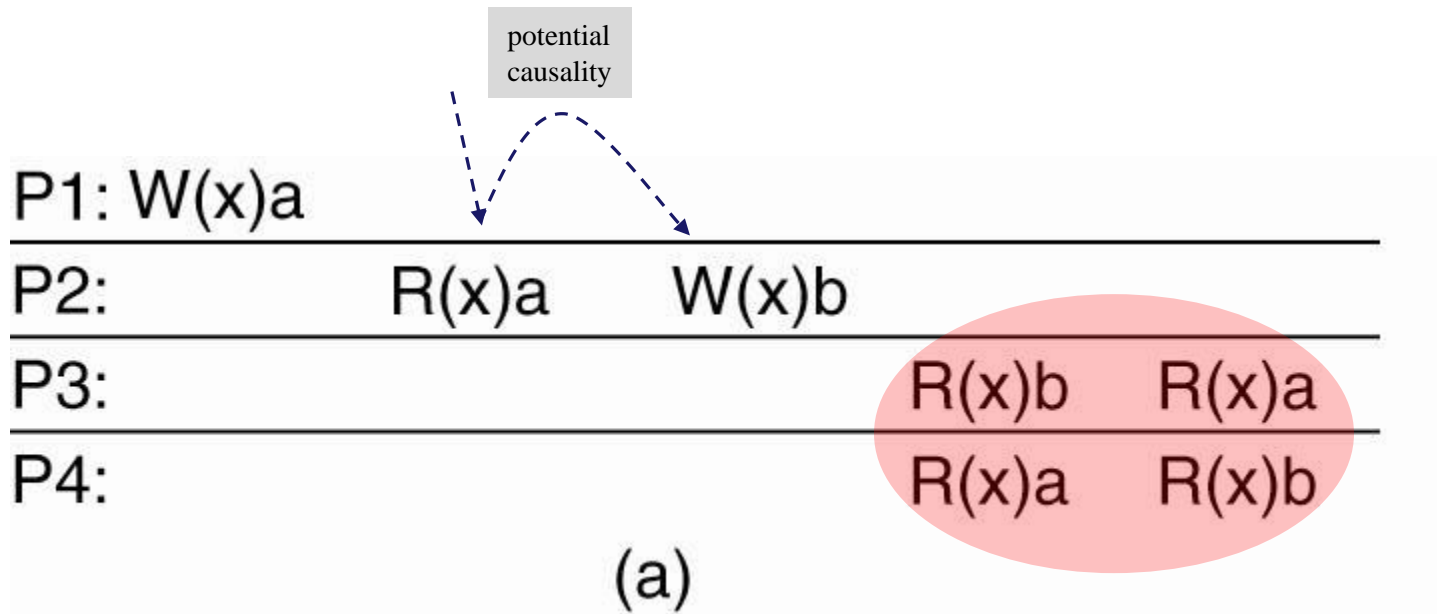 potential
causality
P1: W(x)a
P2: R(x)a W(x)b
P3: R(x)b R(x)a
P4: R(x)a R(x)b
(a)